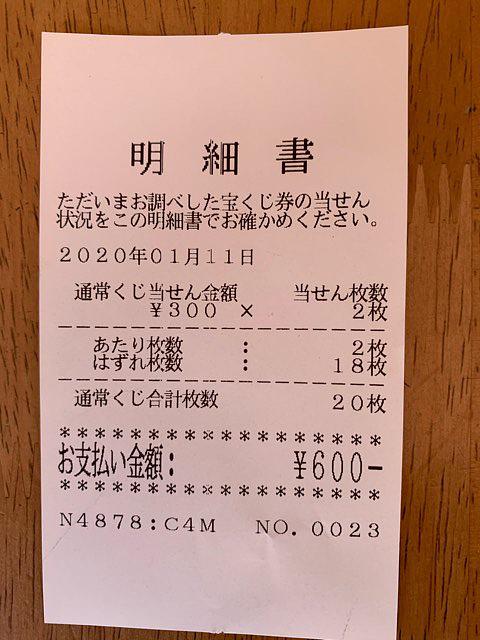 明 細 書
ただいまお調べした宝くじ券の当せん
状況をこの明細書でお確かめください。
2020年01月11日
通常くじ当せん金額 当せん枚数
¥300 × 2枚
あたり枚数 : 2枚
はずれ枚数 : 18枚
通常くじ合計枚数 20枚
********************
お支払い金額: ¥600-
********************
N4878:C4M NO.0023